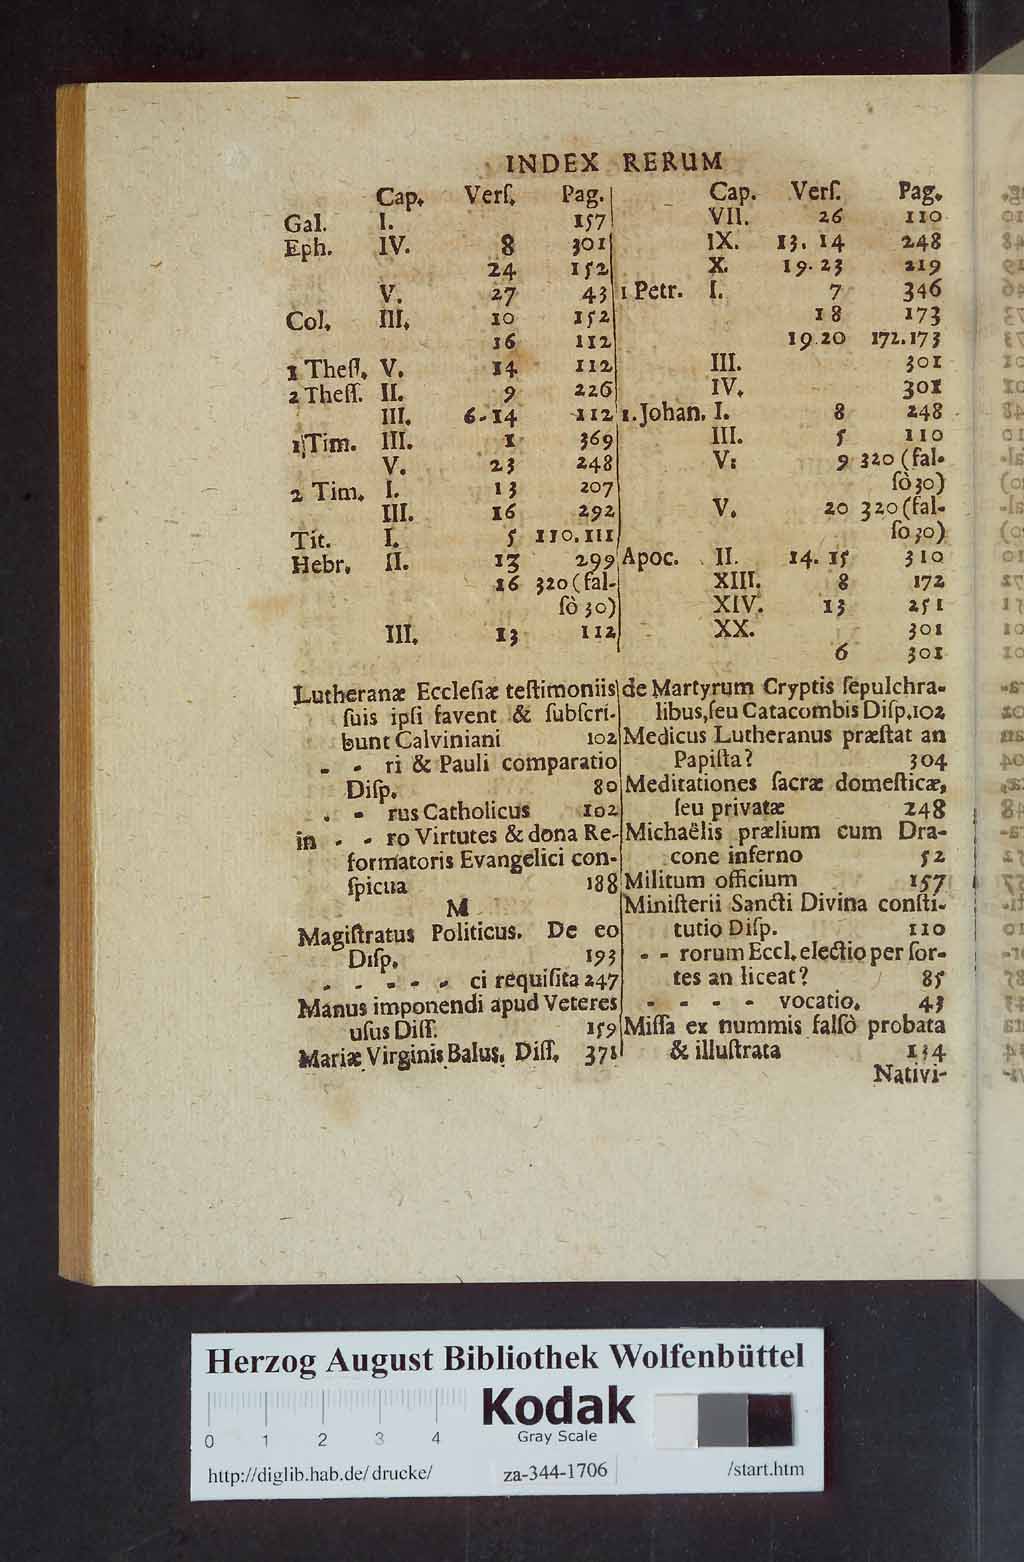 INDEX RERUM
Cap. Verſ. Pag.
Gal. I. 157
Eph. IV. 8 301
24 152
V. 27 43
Col. III. 10 152
16 112
1 Theſſ. V. 14 112
2 Theſſ. II. 9 226
III. 6-14 112
1 Tim. III. 1 369
V. 23 248
2 Tim. I. 13 207
III. 16 292
Tit. I. 5 110.111
Hebr. II. 13 299
16 320 (fal-
ſò 30)
III. 13 112
Cap. Verſ. Pag.
VII. 26 110
IX. 13. 14 248
X. 19. 23 219
1 Petr. I. 7 346
18 173
19.20 172.173
III. 301
IV. 301
1. Johan. I. 8 248
III. 5 110
V: 9 320 (fal-
ſò 30)
V. 20 320 (fal-
ſo 30)
Apoc. II. 14. 15 310
XIII. 8 172
XIV. 13 251
XX. 301
6 301
Lutheranæ Eccleſiæ teſtimoniis
ſuis ipſi favent & ſubſcri-
bunt Calviniani 102
- - ri & Pauli comparatio
Diſp. 80
- - rus Catholicus 102
in - - ro Virtutes & dona Re-
formatoris Evangelici con-
ſpicua 188
M
Magiſtratus Politicus. De eo
Diſp. 193
- - - - - ci requiſita 247
Manus imponendi apud Veteres
uſus Diſſ. 159
Mariæ Virginis Balus. Diſſ. 371
de Martyrum Cryptis ſepulchra-
libus, ſeu Catacombis Diſp. 102
Medicus Lutheranus præſtat an
Papiſta? 304
Meditationes ſacræ domeſticæ,
ſeu privatæ 248
Michaëlis prælium cum Dra-
cone inferno 52
Militum officium 157
Miniſterii Sancti Divina conſti-
tutio Diſp. 110
- - rorum Eccl. electio per ſor-
tes an liceat? 85
- - - - vocatio. 43
Miſſa ex nummis falſò probata
& illuſtrata 134
Nativi-
Herzog August Bibliothek Wolfenbüttel
Kodak
Gray Scale
0 1 2 3 4
http://diglib.hab.de/drucke/ za-344-1706 /start.htm